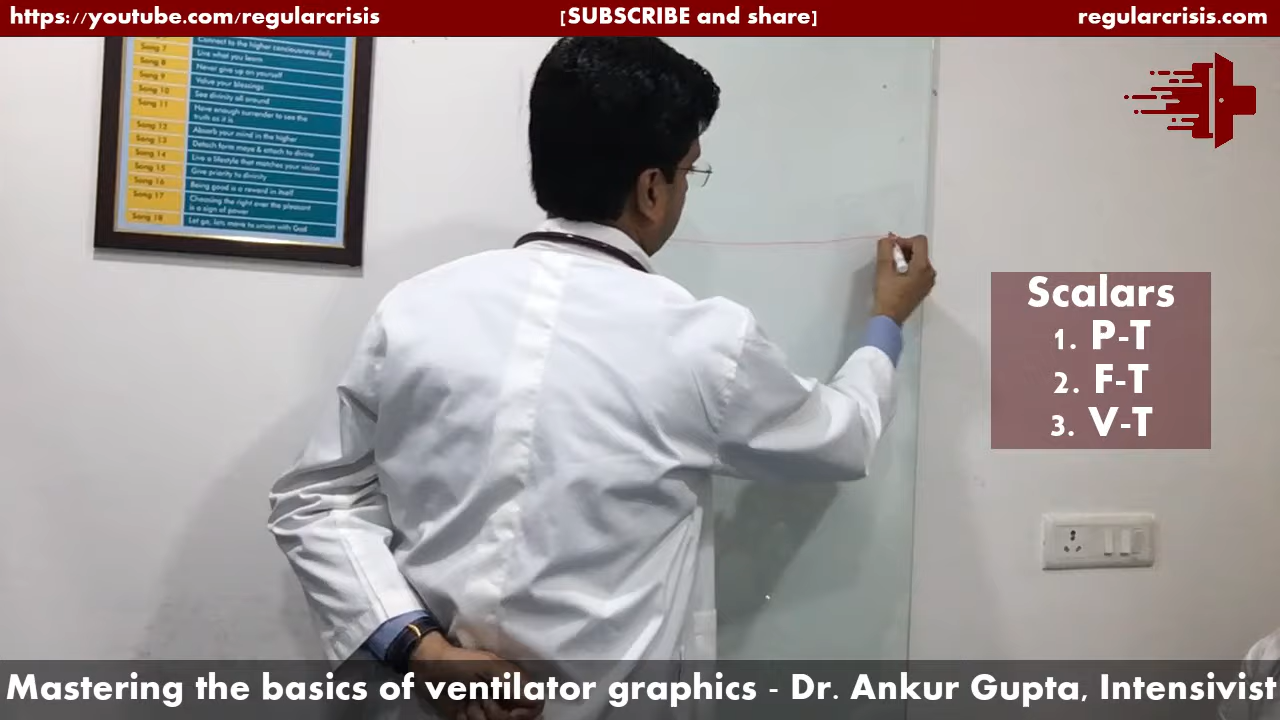 https://youtube.com/regularcrisis [SUBSCRIBE and share] regularcrisis.com
Song 7 Connect to the higher conciousness daily
Song 8 Live what you learn
Song 9 Never give up on yourself
Song 10 Value your blessings
Song 11 See divinity all around
Have enough surrender to see the
truth as it is
Song 12 Absorb your mind in the higher
Song 13 Detach form maya & attach to divine
Song 14 Live a lifestyle that matches your vision
Song 15 Give priority to divinity
Song 16 Being good is a reward in itself
Song 17 Choosing the right over the pleasant
is a sign of power
Song 18 Let go, lets move to union with God
Scalars
1. P-T
2. F-T
3. V-T
Mastering the basics of ventilator graphics - Dr. Ankur Gupta, Intensivist